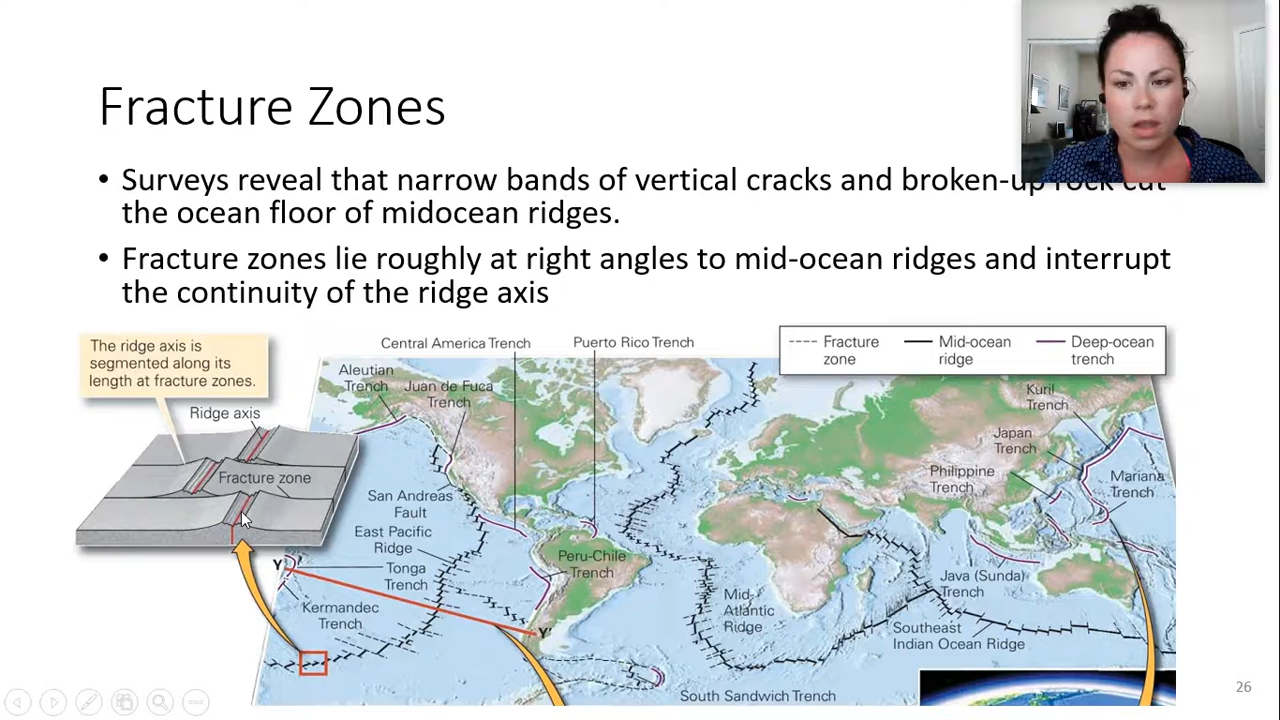 Fracture Zones
• Surveys reveal that narrow bands of vertical cracks and broken-up rock cut
the ocean floor of midocean ridges.
• Fracture zones lie roughly at right angles to mid-ocean ridges and interrupt
the continuity of the ridge axis
The ridge axis is
segmented along its
length at fracture zones.
Ridge axis
Fracture zone
Central America Trench
Puerto Rico Trench
Fracture
zone
Mid-ocean
ridge
Deep-ocean
trench
Aleutian
Trench
Juan de Fuca
Trench
Kuril
Trench
Japan
Trench
Philippine
Trench
Mariana
Trench
San Andreas
Fault
East Pacific
Ridge
Tonga
Trench
Peru-Chile
Trench
Kermandec
Trench
Y
Y'
Mid-
Atlantic
Ridge
Java (Sunda)
Trench
Southeast
Indian Ocean Ridge
South Sandwich Trench
26